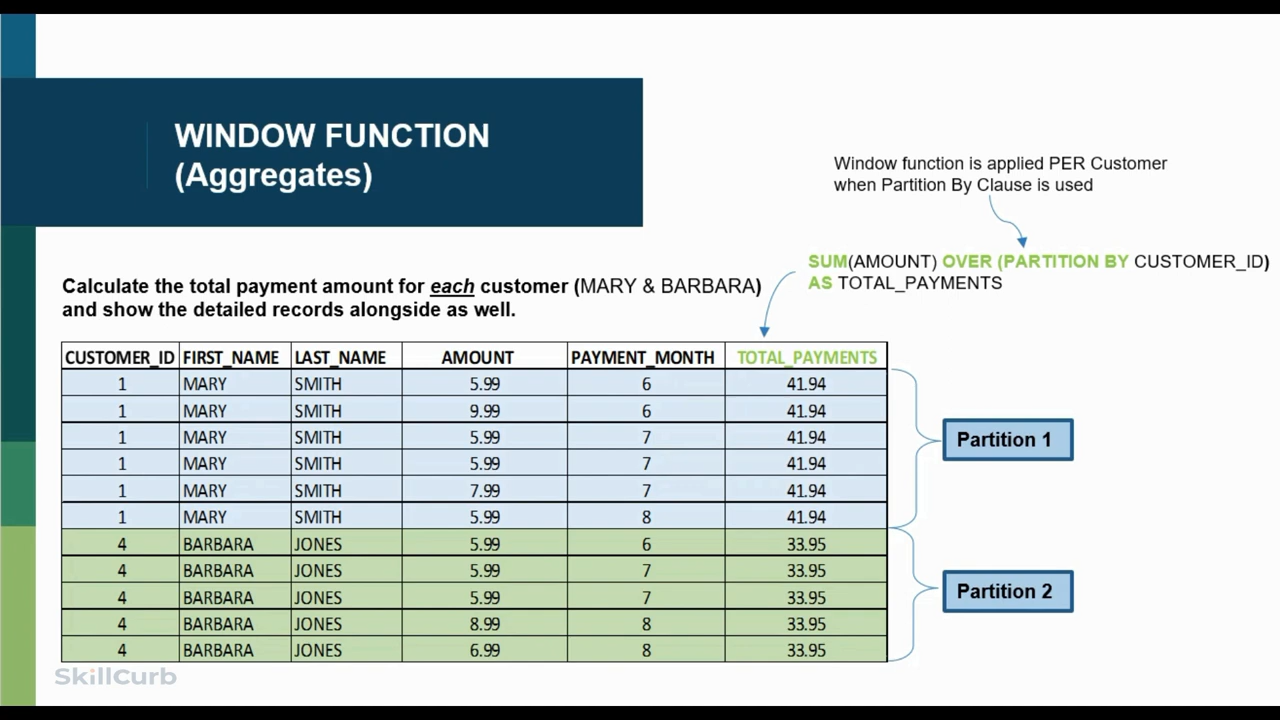 WINDOW FUNCTION
(Aggregates)
Window function is applied PER Customer
when Partition By Clause is used
SUM(AMOUNT) OVER (PARTITION BY CUSTOMER_ID)
AS TOTAL_PAYMENTS
Calculate the total payment amount for each customer (MARY & BARBARA)
and show the detailed records alongside as well.
CUSTOMER_ID FIRST_NAME LAST_NAME AMOUNT PAYMENT_MONTH TOTAL_PAYMENTS
1 MARY SMITH 5.99 6 41.94
1 MARY SMITH 9.99 6 41.94
1 MARY SMITH 5.99 7 41.94
1 MARY SMITH 5.99 7 41.94
1 MARY SMITH 7.99 7 41.94
1 MARY SMITH 5.99 8 41.94
4 BARBARA JONES 5.99 6 33.95
4 BARBARA JONES 5.99 7 33.95
4 BARBARA JONES 5.99 7 33.95
4 BARBARA JONES 8.99 8 33.95
4 BARBARA JONES 6.99 8 33.95
Partition 1
Partition 2
SkillCurb